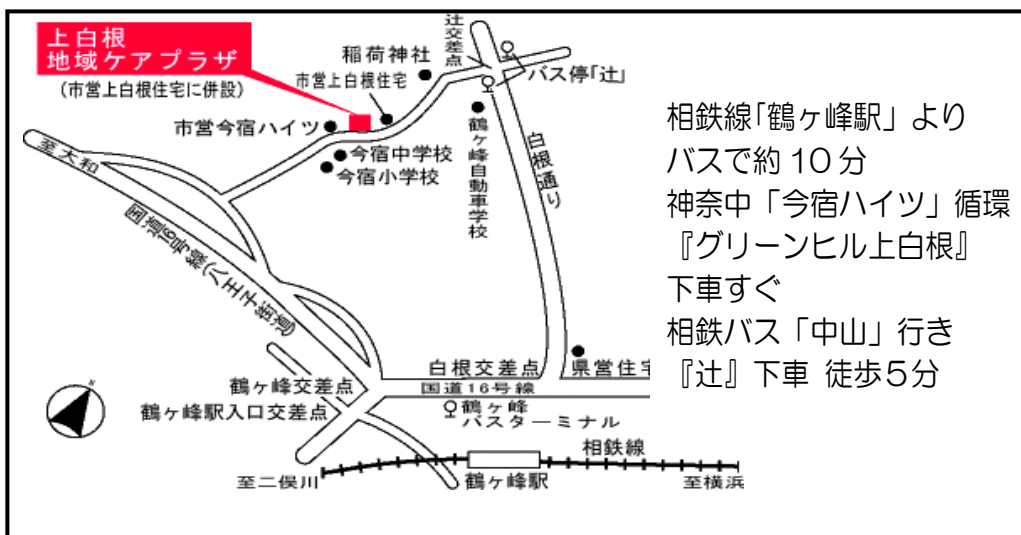 上白根
地域ケアプラザ
(市営上白根住宅に併設)
稲荷神社
市営上白根住宅
辻交差点
バス停「辻」
市営今宿ハイツ
今宿中学校
今宿小学校
鶴ヶ峰自動車学校
白根通り
至大和
国道16号線(八王子街道)
白根交差点
県営住宅
国道16号線
鶴ヶ峰交差点
鶴ヶ峰駅入口交差点
鶴ヶ峰
バスターミナル
相鉄線
至二俣川
鶴ヶ峰駅
至横浜
N
相鉄線「鶴ヶ峰駅」より
バスで約10分
神奈中「今宿ハイツ」循環
『グリーンヒル上白根』
下車すぐ
相鉄バス「中山」行き
『辻』下車 徒歩5分